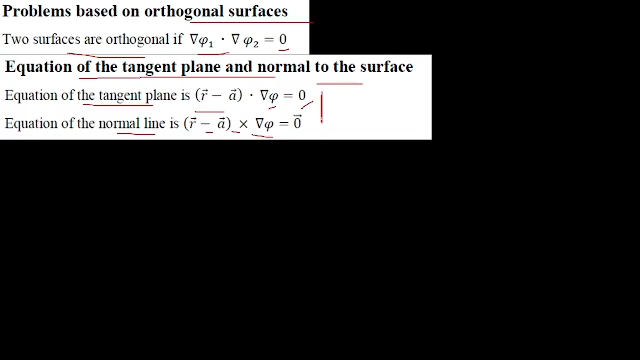 Problems based on orthogonal surfaces
Two surfaces are orthogonal if ∇φ₁ · ∇ φ₂ = 0
Equation of the tangent plane and normal to the surface
Equation of the tangent plane is (r⃗ − a⃗) · ∇φ = 0
Equation of the normal line is (r⃗ − a⃗) × ∇φ = 0⃗